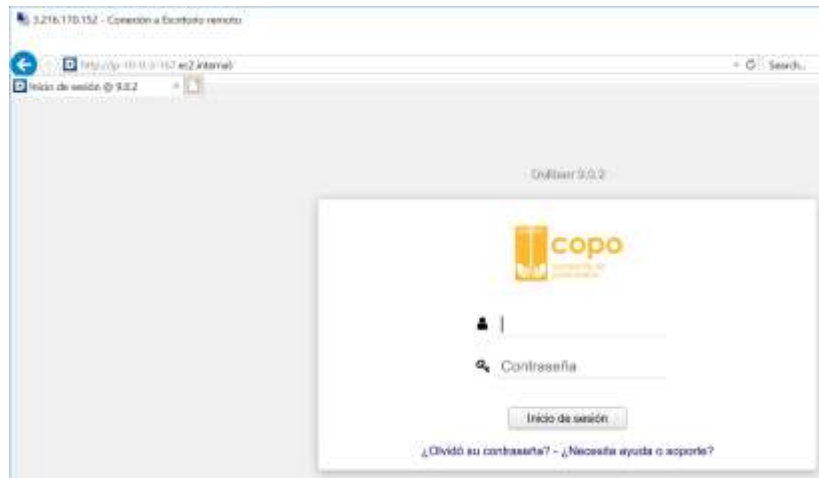 3.216.170.152 - Conexión a Escritorio remoto
ec2.internal/
Search...
Inicio de sesión @ 9.0.2
Dolibarr 9.0.2
copo
Contraseña
Inicio de sesión
¿Olvidó su contraseña? - ¿Necesita ayuda o soporte?